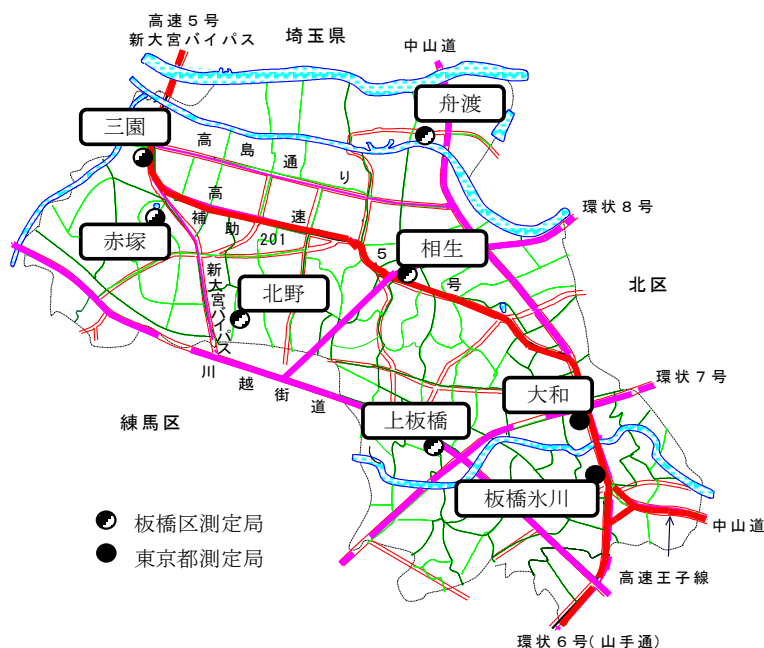 高速５号
新大宮バイパス
埼玉県
中山道
舟渡
三園
高島通り
高速
補助
201
5
号
環状８号
赤塚
相生
北区
新大宮バイパス
北野
川越街道
大和
環状７号
練馬区
上板橋
板橋氷川
板橋区測定局
東京都測定局
中山道
高速王子線
環状６号(山手通)